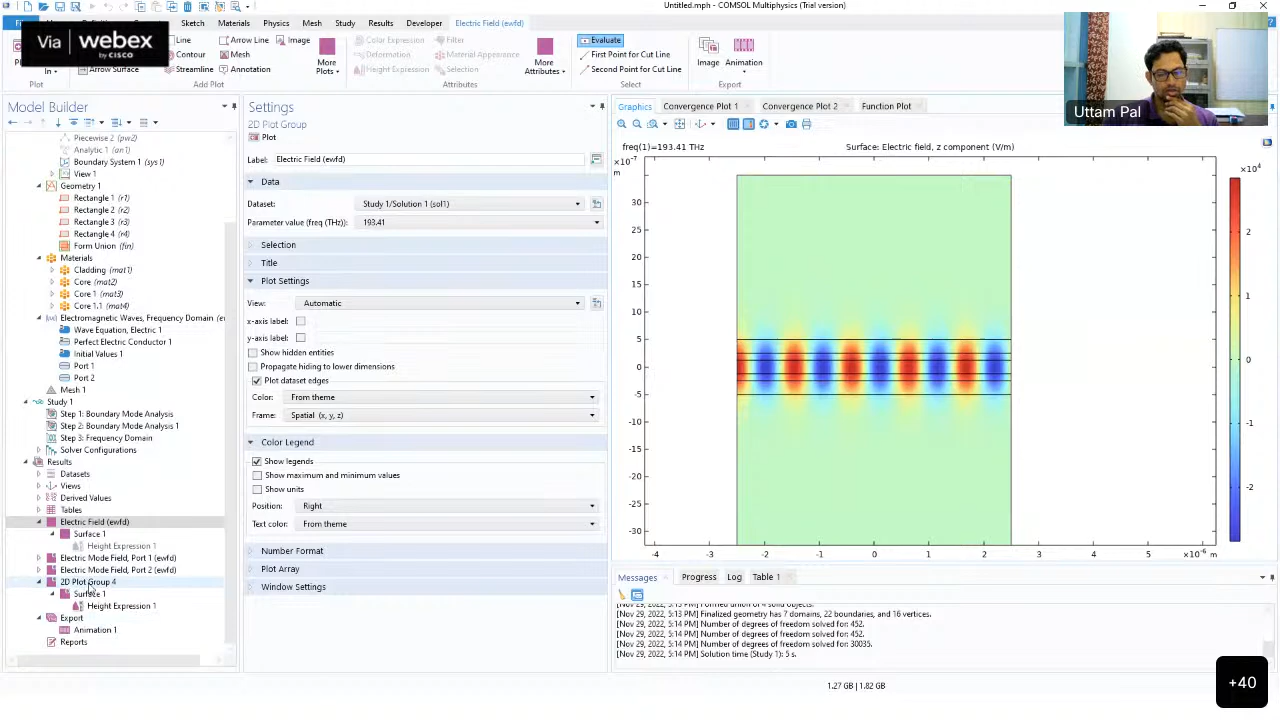 Untitled.mph - COMSOL Multiphysics (Trial version)
Sketch Materials Physics Mesh Study Results Developer Electric Field (ewfd)
Via webex by CISCO
Line Arrow Line Image
Contour Mesh
Arrow Surface Streamline Annotation
In
More Plots
Color Expression Filter
Deformation Material Appearance
Height Expression Selection
More Attributes
Evaluate
First Point for Cut Line
Second Point for Cut Line
Image Animation
Plot Add Plot Attributes Select Export
Uttam Pal
Model Builder
Piecewise 2 (pw2)
Analytic 1 (an1)
Boundary System 1 (sys1)
View 1
Geometry 1
Rectangle 1 (r1)
Rectangle 2 (r2)
Rectangle 3 (r3)
Rectangle 4 (r4)
Form Union (fin)
Materials
Cladding (mat1)
Core (mat2)
Core 1 (mat3)
Core 1.1 (mat4)
Electromagnetic Waves, Frequency Domain (ev
Wave Equation, Electric 1
Perfect Electric Conductor 1
Initial Values 1
Port 1
Port 2
Mesh 1
Study 1
Step 1: Boundary Mode Analysis
Step 2: Boundary Mode Analysis 1
Step 3: Frequency Domain
Solver Configurations
Results
Datasets
Views
Derived Values
Tables
Electric Field (ewfd)
Surface 1
Height Expression 1
Electric Mode Field, Port 1 (ewfd)
Electric Mode Field, Port 2 (ewfd)
2D Plot Group 4
Surface 1
Height Expression 1
Export
Animation 1
Reports
Settings
2D Plot Group
Plot
Label: Electric Field (ewfd)
Data
Dataset: Study 1/Solution 1 (sol1)
Parameter value (freq (THz)): 193.41
Selection
Title
Plot Settings
View: Automatic
x-axis label:
y-axis label:
Show hidden entities
Propagate hiding to lower dimensions
Plot dataset edges
Color: From theme
Frame: Spatial (x, y, z)
Color Legend
Show legends
Show maximum and minimum values
Show units
Position: Right
Text color: From theme
Number Format
Plot Array
Window Settings
Graphics Convergence Plot 1 Convergence Plot 2 Function Plot
freq(1)=193.41 THz Surface: Electric field, z component (V/m)
×10⁻⁷
m
30
25
20
15
10
5
0
-5
-10
-15
-20
-25
-30
-4 -3 -2 -1 0 1 2 3 4 5 ×10⁻⁶ m
×10⁴
2
1
0
-1
-2
Messages Progress Log Table 1
[Nov 29, 2022, 5:13 PM] Formed union of 4 solid objects.
[Nov 29, 2022, 5:13 PM] Finalized geometry has 7 domains, 22 boundaries, and 16 vertices.
[Nov 29, 2022, 5:14 PM] Number of degrees of freedom solved for: 452.
[Nov 29, 2022, 5:14 PM] Number of degrees of freedom solved for: 452.
[Nov 29, 2022, 5:14 PM] Number of degrees of freedom solved for: 30035.
[Nov 29, 2022, 5:14 PM] Solution time (Study 1): 5 s.
1.27 GB | 1.82 GB
+40